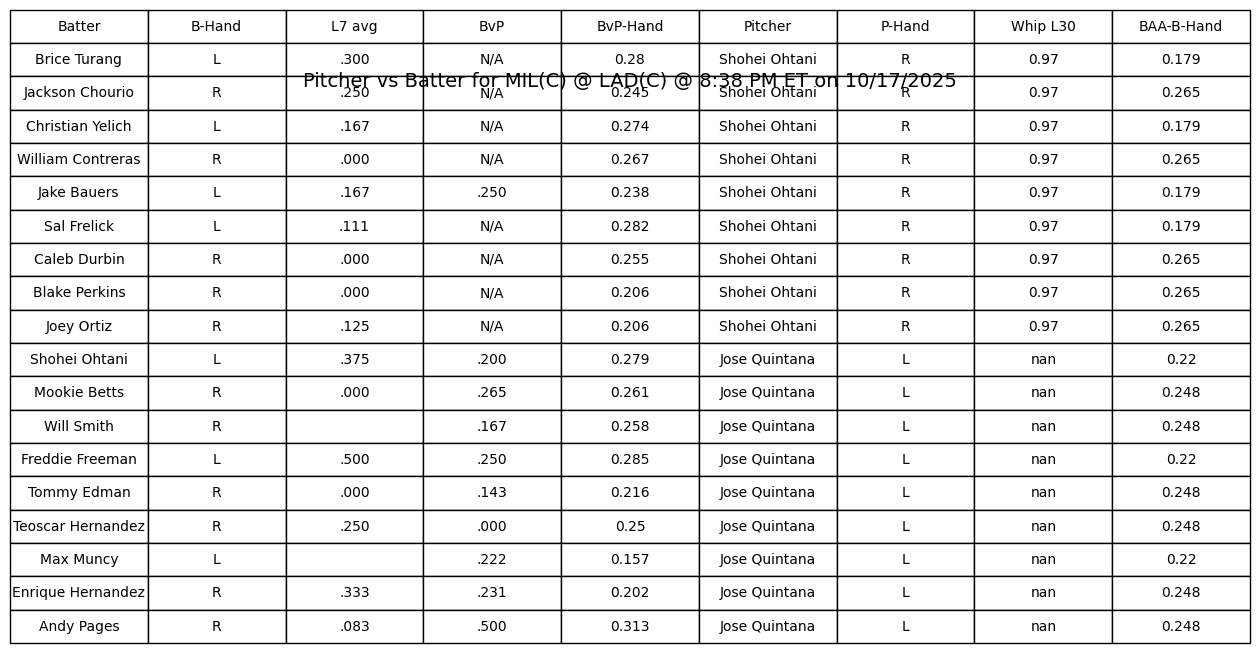 Batter B-Hand L7 avg BvP BvP-Hand Pitcher P-Hand Whip L30 BAA-B-Hand
Brice Turang L .300 N/A 0.28 Shohei Ohtani R 0.97 0.179
Pitcher vs Batter for MIL(C) @ LAD(C) @ 8:38 PM ET on 10/17/2025
Jackson Chourio R .250 N/A 0.245 Shohei Ohtani R 0.97 0.265
Christian Yelich L .167 N/A 0.274 Shohei Ohtani R 0.97 0.179
William Contreras R .000 N/A 0.267 Shohei Ohtani R 0.97 0.265
Jake Bauers L .167 .250 0.238 Shohei Ohtani R 0.97 0.179
Sal Frelick L .111 N/A 0.282 Shohei Ohtani R 0.97 0.179
Caleb Durbin R .000 N/A 0.255 Shohei Ohtani R 0.97 0.265
Blake Perkins R .000 N/A 0.206 Shohei Ohtani R 0.97 0.265
Joey Ortiz R .125 N/A 0.206 Shohei Ohtani R 0.97 0.265
Shohei Ohtani L .375 .200 0.279 Jose Quintana L nan 0.22
Mookie Betts R .000 .265 0.261 Jose Quintana L nan 0.248
Will Smith R .167 0.258 Jose Quintana L nan 0.248
Freddie Freeman L .500 .250 0.285 Jose Quintana L nan 0.22
Tommy Edman R .000 .143 0.216 Jose Quintana L nan 0.248
Teoscar Hernandez R .250 .000 0.25 Jose Quintana L nan 0.248
Max Muncy L .222 0.157 Jose Quintana L nan 0.22
Enrique Hernandez R .333 .231 0.202 Jose Quintana L nan 0.248
Andy Pages R .083 .500 0.313 Jose Quintana L nan 0.248